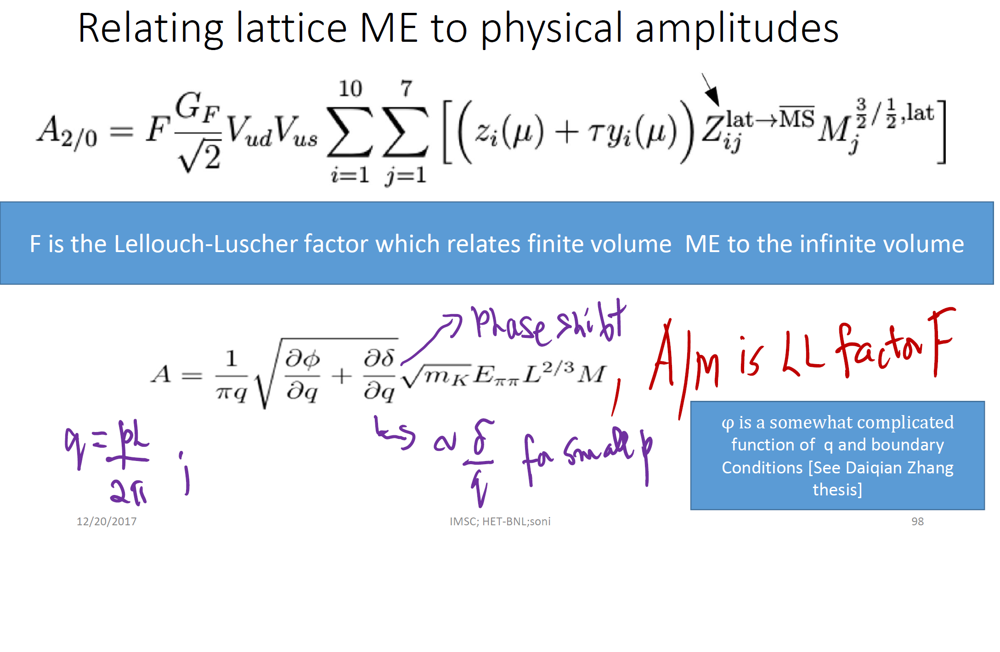 Relating lattice ME to physical amplitudes
A_{2/0} = F \frac{G_F}{\sqrt{2}} V_{ud} V_{us} \sum_{i=1}^{10} \sum_{j=1}^{7} \left[ \left( z_i(\mu) + \tau y_i(\mu) \right) Z_{ij}^{\text{lat}\to\overline{\text{MS}}} M_j^{\frac{3}{2}/\frac{1}{2},\text{lat}} \right]
F is the Lellouch-Luscher factor which relates finite volume ME to the infinite volume
→ Phase shift
A = \frac{1}{\pi q} \sqrt{\frac{\partial\phi}{\partial q} + \frac{\partial\delta}{\partial q}} \sqrt{m_K} E_{\pi\pi} L^{2/3} M , A/M is LL factor F
q = \frac{pL}{2\pi} ; ↳ ~ \frac{\delta}{q} for small p
φ is a somewhat complicated
function of q and boundary
Conditions [See Daiqian Zhang
thesis]
12/20/2017
IMSC; HET-BNL;soni
98